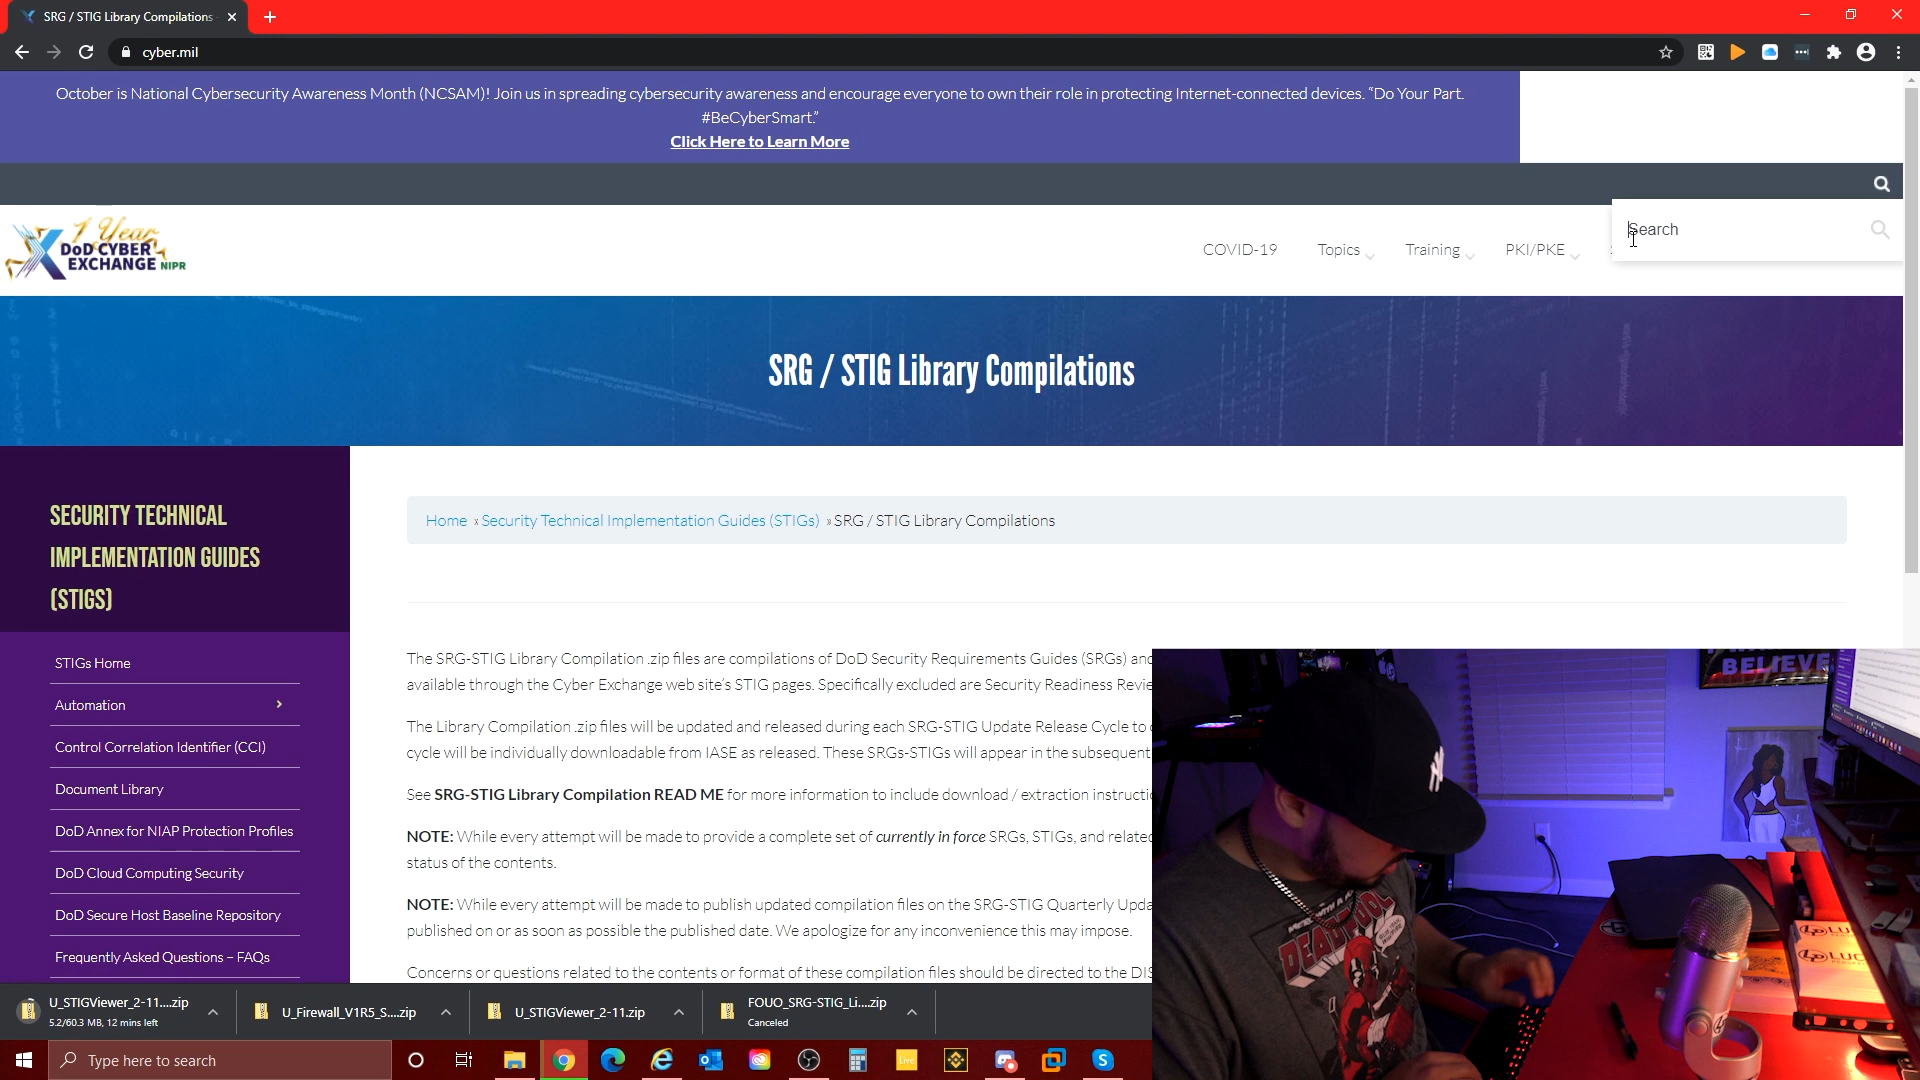 SRG / STIG Library Compilations
cyber.mil
October is National Cybersecurity Awareness Month (NCSAM)! Join us in spreading cybersecurity awareness and encourage everyone to own their role in protecting Internet-connected devices. "Do Your Part.
#BeCyberSmart."
Click Here to Learn More
1 Year
DoD CYBER
EXCHANGE NIPR
COVID-19
Topics
Training
PKI/PKE
Search
SRG / STIG Library Compilations
SECURITY TECHNICAL
IMPLEMENTATION GUIDES
(STIGS)
Home » Security Technical Implementation Guides (STIGs) » SRG / STIG Library Compilations
STIGs Home
Automation
Control Correlation Identifier (CCI)
Document Library
DoD Annex for NIAP Protection Profiles
DoD Cloud Computing Security
DoD Secure Host Baseline Repository
Frequently Asked Questions – FAQs
The SRG-STIG Library Compilation .zip files are compilations of DoD Security Requirements Guides (SRGs) and
available through the Cyber Exchange web site's STIG pages. Specifically excluded are Security Readiness Revie
The Library Compilation .zip files will be updated and released during each SRG-STIG Update Release Cycle to
cycle will be individually downloadable from IASE as released. These SRGs-STIGs will appear in the subsequent
See SRG-STIG Library Compilation READ ME for more information to include download / extraction instructi
NOTE: While every attempt will be made to provide a complete set of currently in force SRGs, STIGs, and related
status of the contents.
NOTE: While every attempt will be made to publish updated compilation files on the SRG-STIG Quarterly Upda
published on or as soon as possible the published date. We apologize for any inconvenience this may impose.
Concerns or questions related to the contents or format of these compilation files should be directed to the DIS
BELIEVE
DEADPOOL
U_STIGViewer_2-11....zip
5.2/60.3 MB, 12 mins left
U_Firewall_V1R5_S....zip
U_STIGViewer_2-11.zip
FOUO_SRG-STIG_Li....zip
Canceled
Type here to search
Live